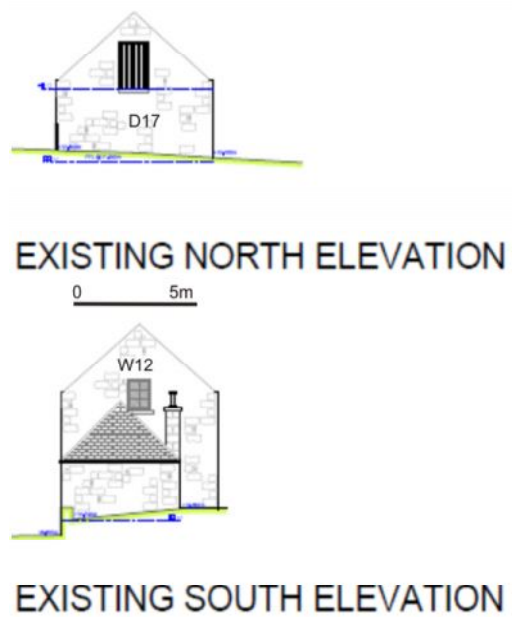 D17
EXISTING NORTH ELEVATION
0 5m
W12
EXISTING SOUTH ELEVATION